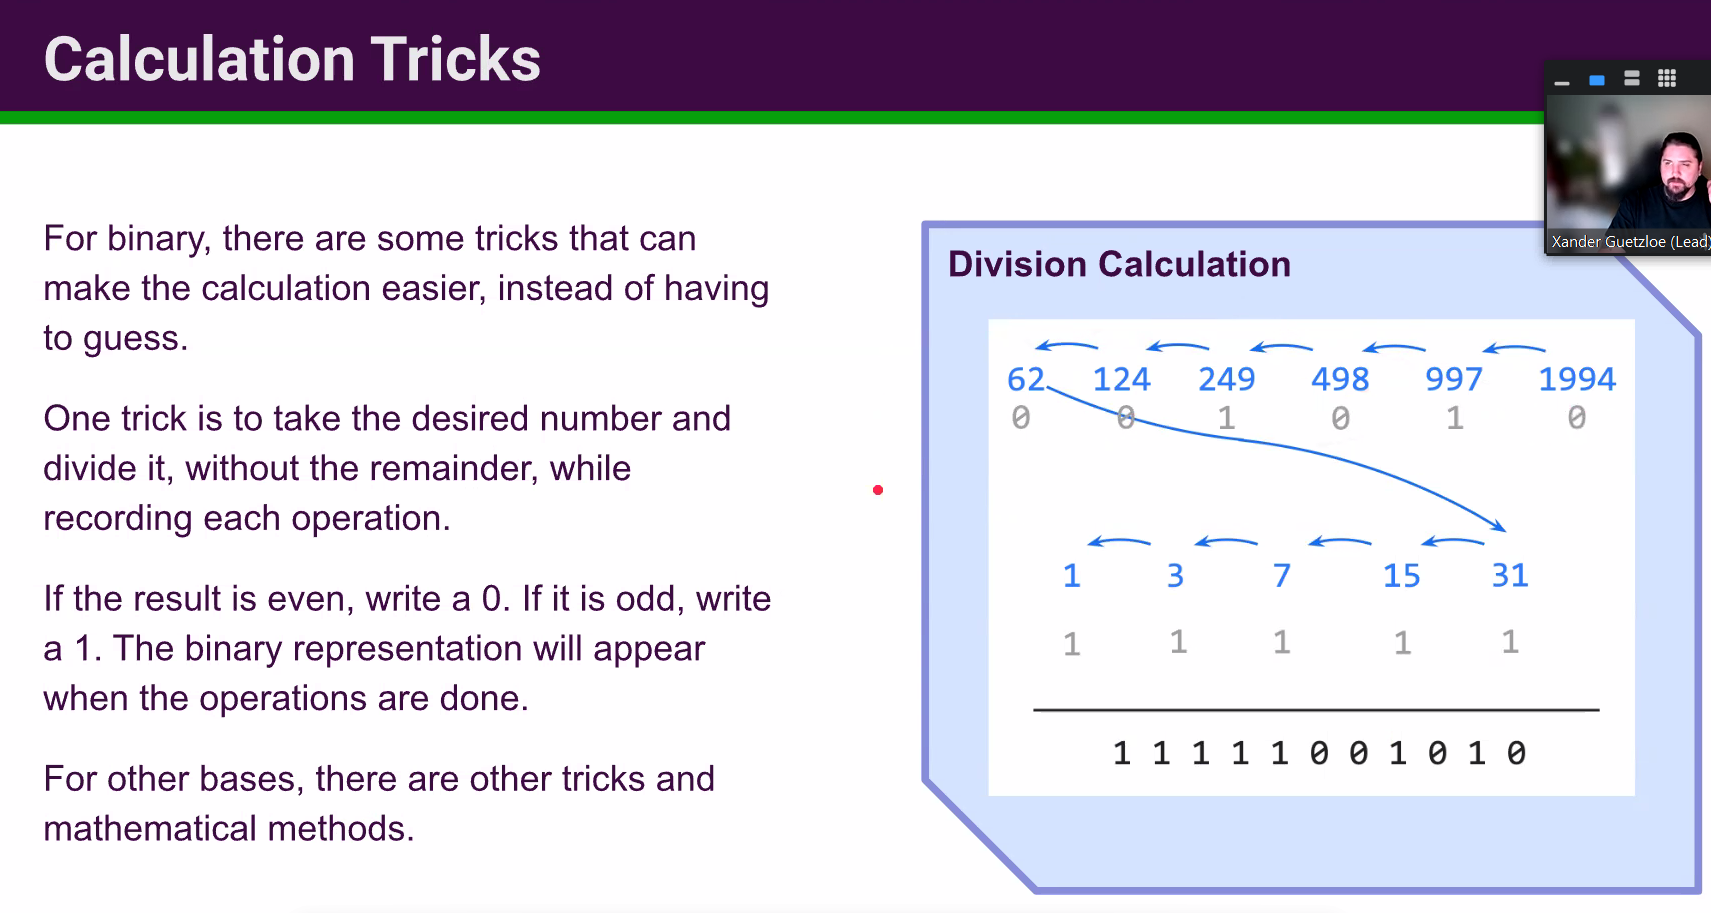 Calculation Tricks
Xander Guetzloe (Lead)
For binary, there are some tricks that can
make the calculation easier, instead of having
to guess.
One trick is to take the desired number and
divide it, without the remainder, while
recording each operation.
If the result is even, write a 0. If it is odd, write
a 1. The binary representation will appear
when the operations are done.
For other bases, there are other tricks and
mathematical methods.
Division Calculation
62 124 249 498 997 1994
0 0 1 0 1 0
1 3 7 15 31
1 1 1 1 1
1 1 1 1 1 0 0 1 0 1 0